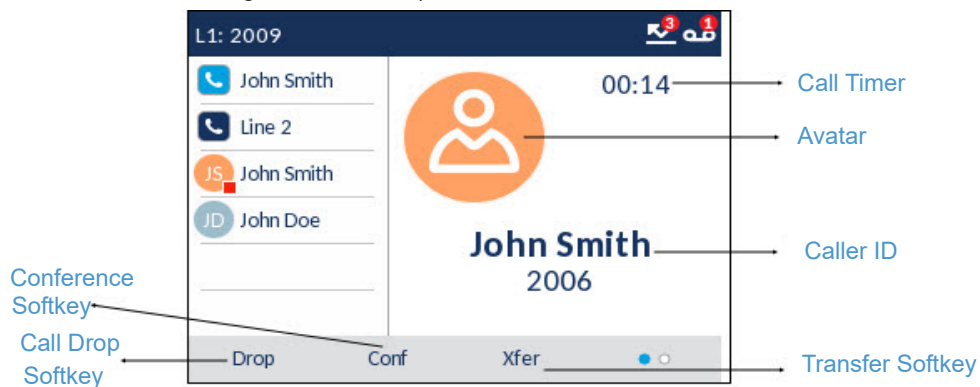 L1: 2009
3
1
John Smith
Line 2
JS
John Smith
JD
John Doe
00:14
John Smith
2006
Drop
Conf
Xfer
Call Timer
Avatar
Caller ID
Transfer Softkey
Conference
Softkey
Call Drop
Softkey